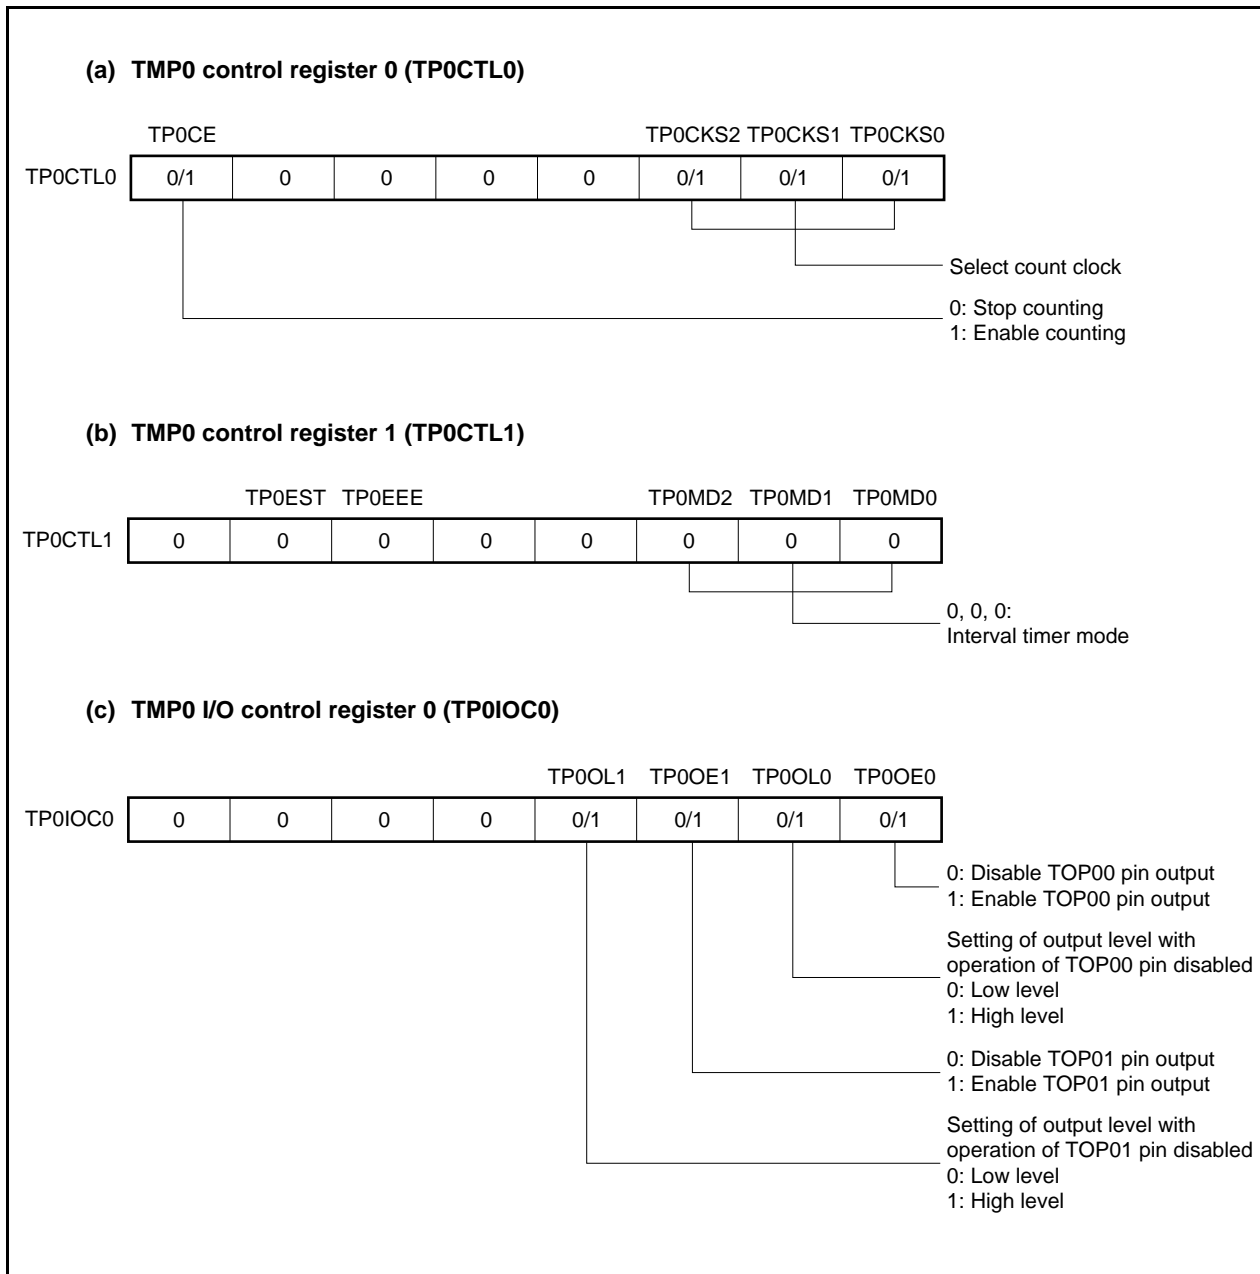 (a) TMP0 control register 0 (TP0CTL0)
TP0CE TP0CKS2 TP0CKS1 TP0CKS0
TP0CTL0 0/1 0 0 0 0 0/1 0/1 0/1
Select count clock
0: Stop counting
1: Enable counting
(b) TMP0 control register 1 (TP0CTL1)
TP0EST TP0EEE TP0MD2 TP0MD1 TP0MD0
TP0CTL1 0 0 0 0 0 0 0 0
0, 0, 0:
Interval timer mode
(c) TMP0 I/O control register 0 (TP0IOC0)
TP0OL1 TP0OE1 TP0OL0 TP0OE0
TP0IOC0 0 0 0 0 0/1 0/1 0/1 0/1
0: Disable TOP00 pin output
1: Enable TOP00 pin output
Setting of output level with
operation of TOP00 pin disabled
0: Low level
1: High level
0: Disable TOP01 pin output
1: Enable TOP01 pin output
Setting of output level with
operation of TOP01 pin disabled
0: Low level
1: High level